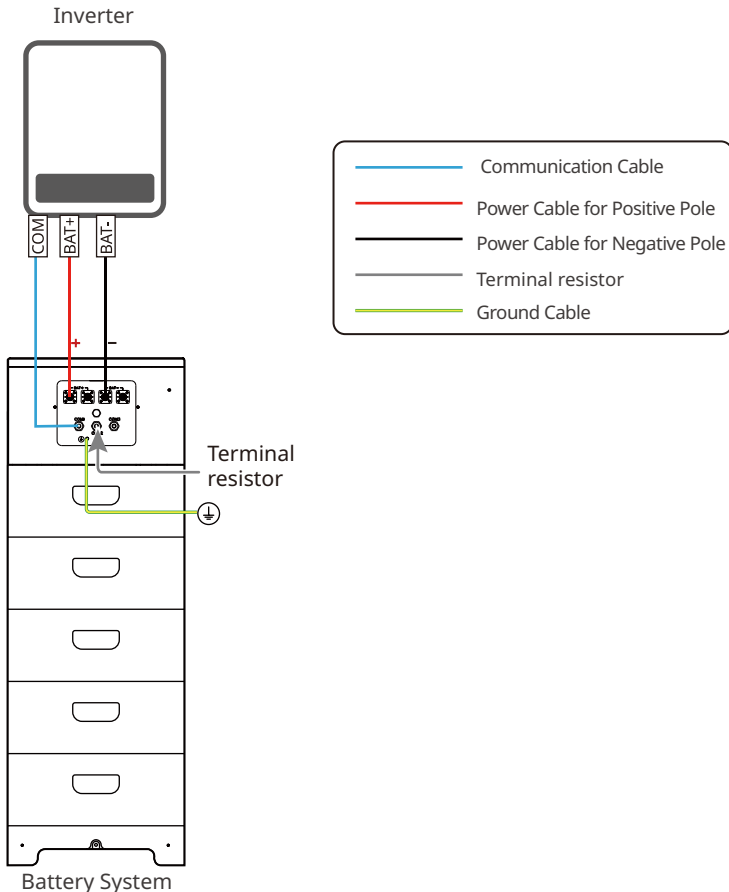 Inverter
COM
BAT+
BAT-
Communication Cable
Power Cable for Positive Pole
Power Cable for Negative Pole
Terminal resistor
Ground Cable
+
−
Terminal
resistor
Battery System